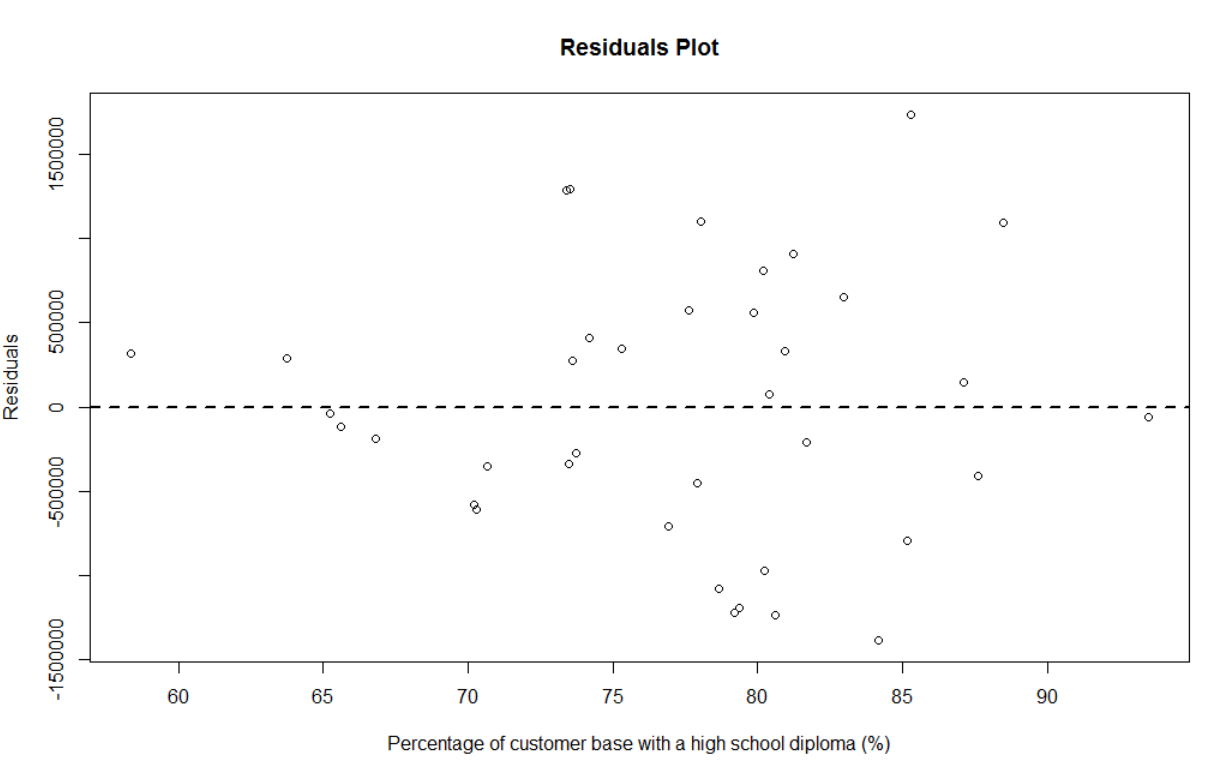 Residuals Plot
Residuals
1500000
500000
0
-500000
-1500000
60 65 70 75 80 85 90
Percentage of customer base with a high school diploma (%)